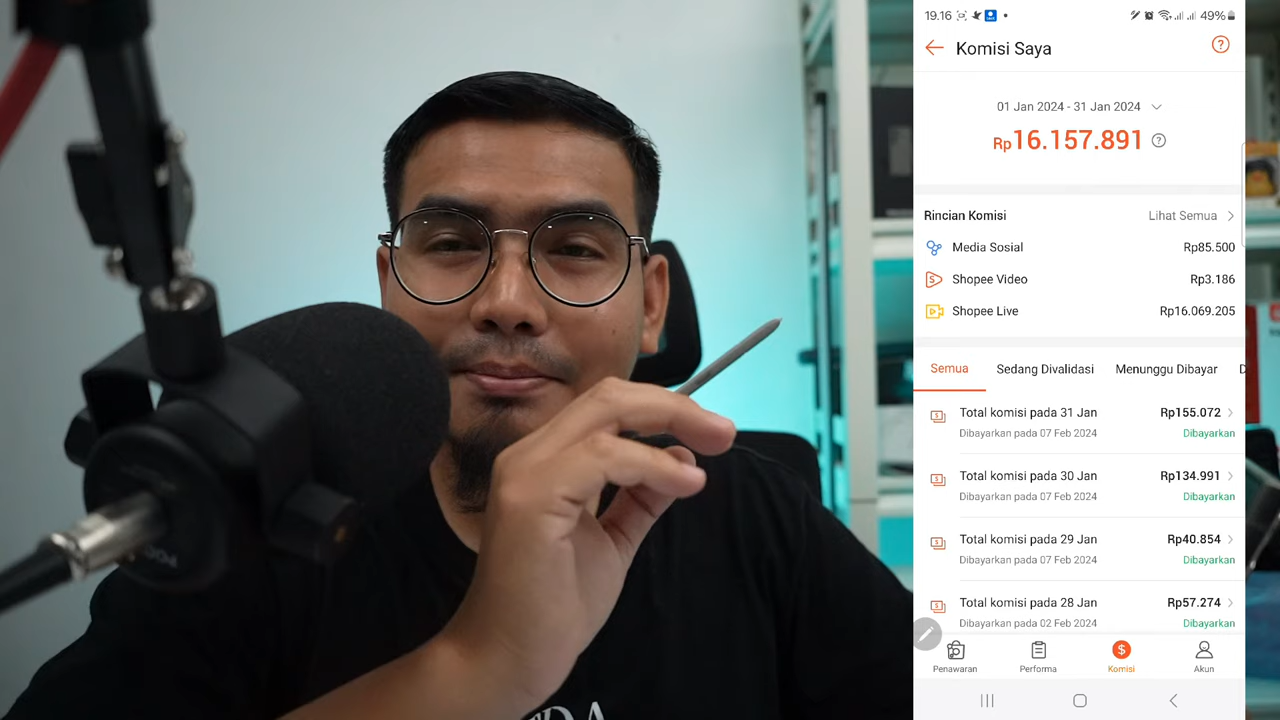 19.16
49%
Komisi Saya
01 Jan 2024 - 31 Jan 2024
Rp16.157.891
Rincian Komisi Lihat Semua
Media Sosial Rp85.500
Shopee Video Rp3.186
Shopee Live Rp16.069.205
Semua Sedang Divalidasi Menunggu Dibayar D
Total komisi pada 31 Jan Rp155.072
Dibayarkan pada 07 Feb 2024 Dibayarkan
Total komisi pada 30 Jan Rp134.991
Dibayarkan pada 07 Feb 2024 Dibayarkan
Total komisi pada 29 Jan Rp40.854
Dibayarkan pada 07 Feb 2024 Dibayarkan
Total komisi pada 28 Jan Rp57.274
Dibayarkan pada 02 Feb 2024 Dibayarkan
Penawaran Performa Komisi Akun